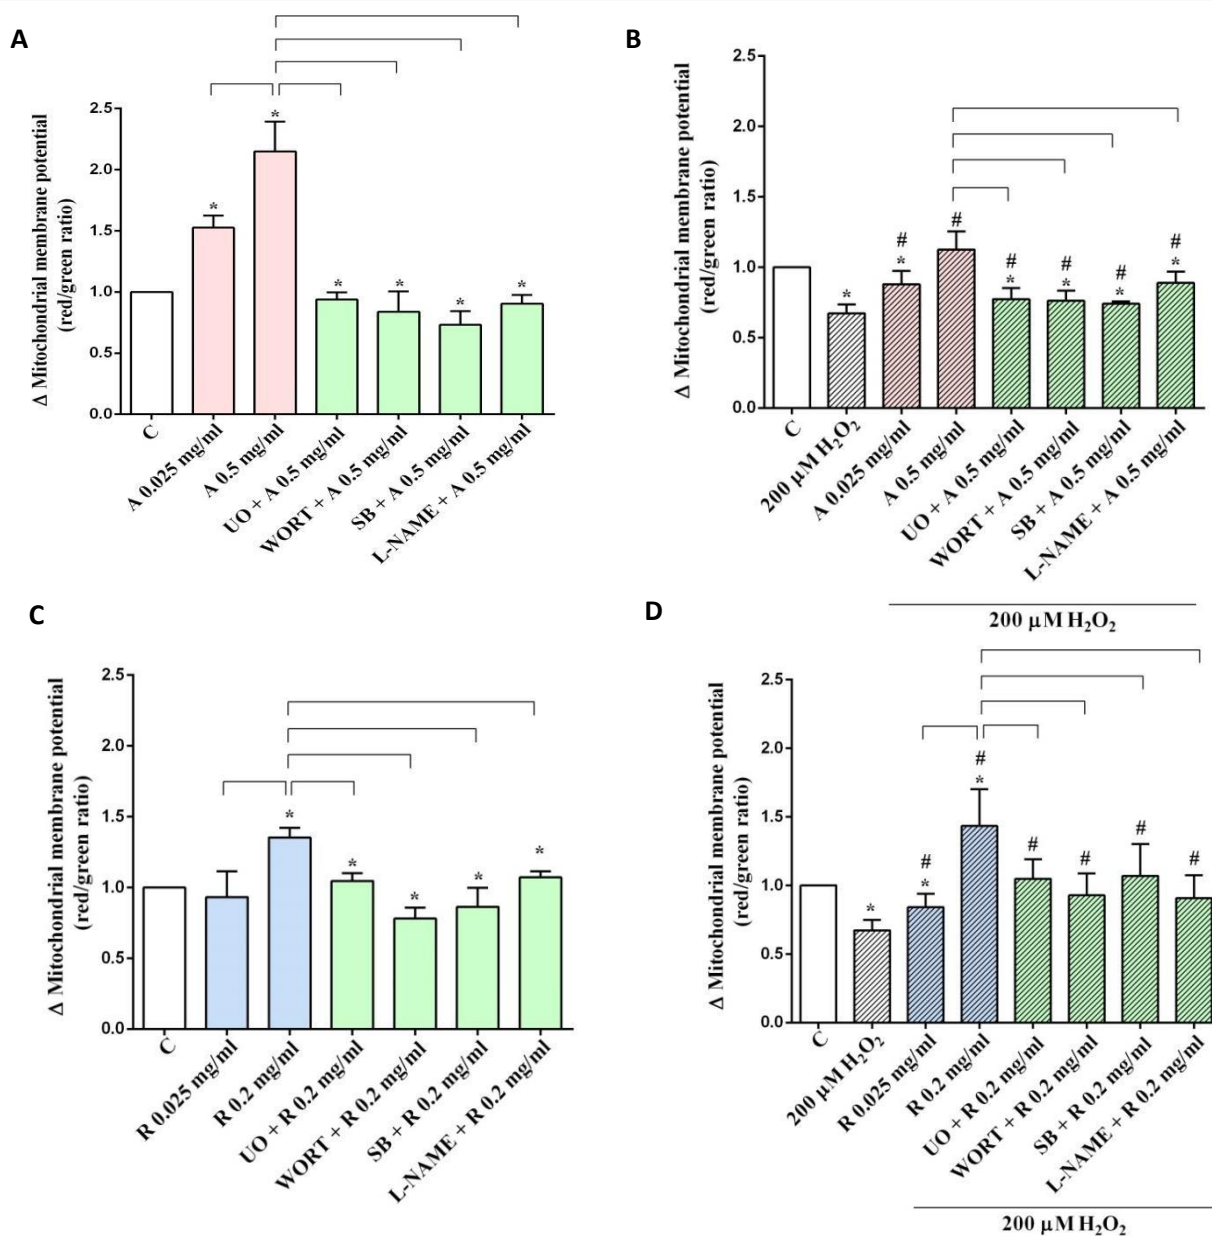 A
Δ Mitochondrial membrane potential
(red/green ratio)
2.5
2.0
1.5
1.0
0.5
0.0
*
*
*
*
*
*
C
A 0.025 mg/ml
A 0.5 mg/ml
UO + A 0.5 mg/ml
WORT + A 0.5 mg/ml
SB + A 0.5 mg/ml
L-NAME + A 0.5 mg/ml
B
Δ Mitochondrial membrane potential
(red/green ratio)
2.5
2.0
1.5
1.0
0.5
0.0
*
#
*
#
#
*
#
*
#
*
#
*
C
200 μM H₂O₂
A 0.025 mg/ml
A 0.5 mg/ml
UO + A 0.5 mg/ml
WORT + A 0.5 mg/ml
SB + A 0.5 mg/ml
L-NAME + A 0.5 mg/ml
200 μM H₂O₂
C
Δ Mitochondrial membrane potential
(red/green ratio)
2.5
2.0
1.5
1.0
0.5
0.0
*
*
*
*
*
C
R 0.025 mg/ml
R 0.2 mg/ml
UO + R 0.2 mg/ml
WORT + R 0.2 mg/ml
SB + R 0.2 mg/ml
L-NAME + R 0.2 mg/ml
D
Δ Mitochondrial membrane potential
(red/green ratio)
2.5
2.0
1.5
1.0
0.5
0.0
*
#
*
#
*
#
#
#
#
C
200 μM H₂O₂
R 0.025 mg/ml
R 0.2 mg/ml
UO + R 0.2 mg/ml
WORT + R 0.2 mg/ml
SB + R 0.2 mg/ml
L-NAME + R 0.2 mg/ml
200 μM H₂O₂